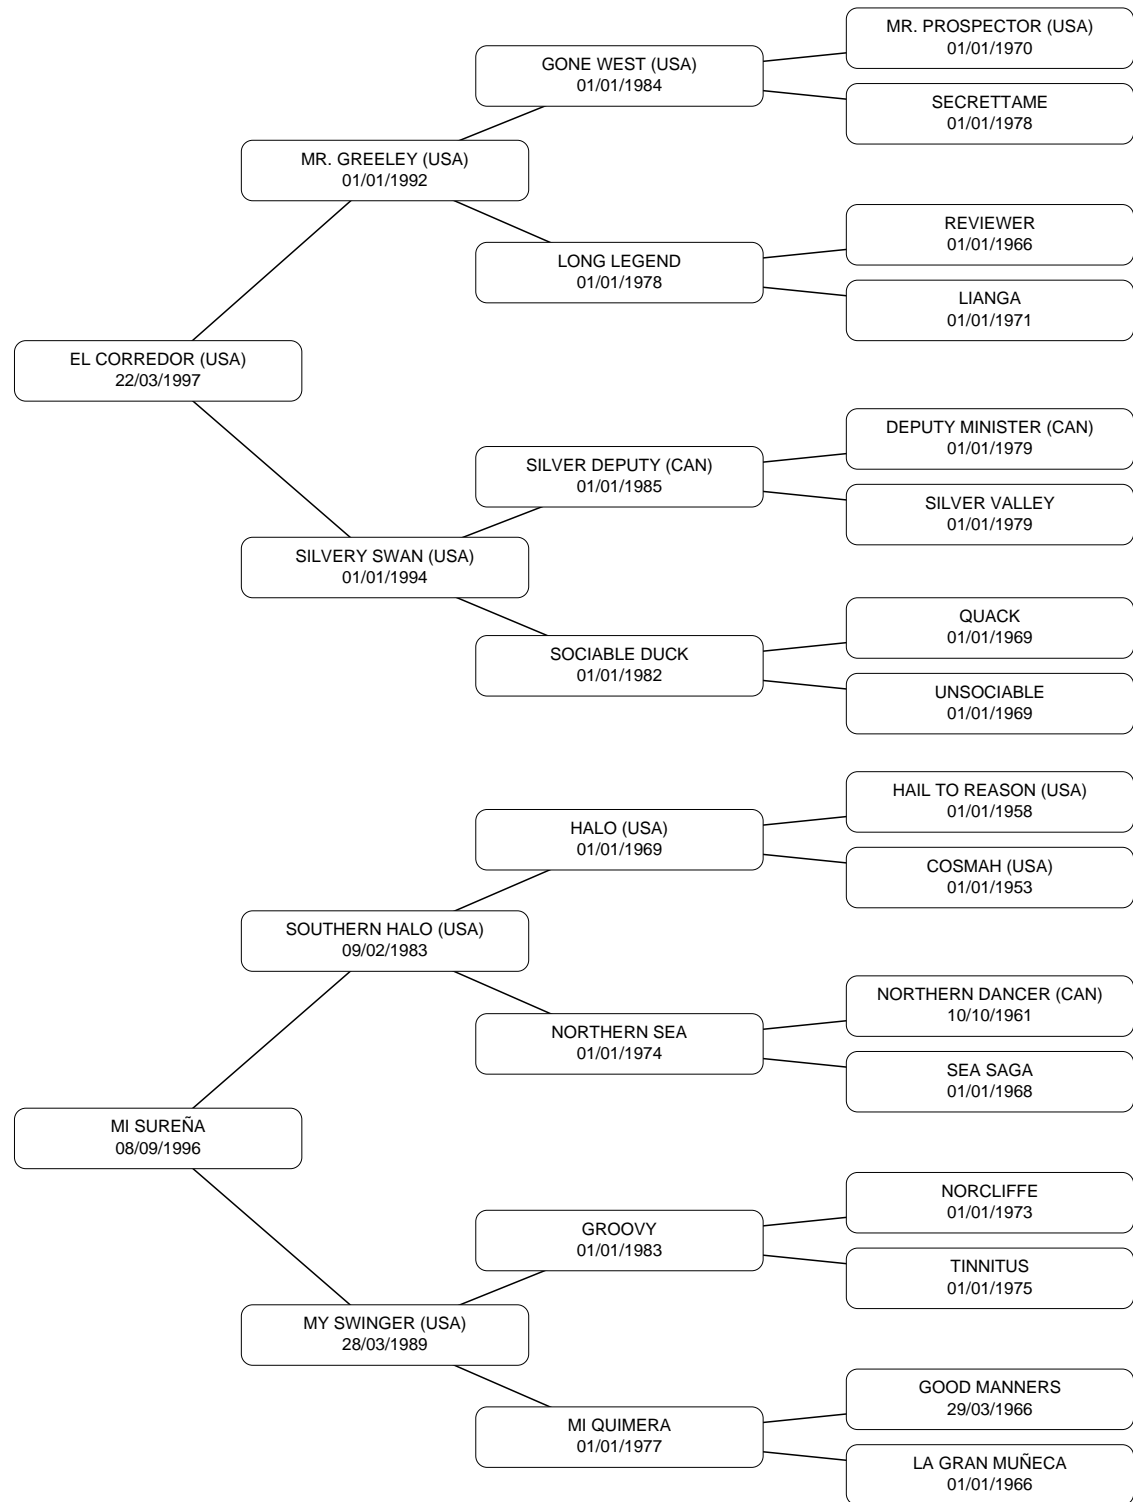 MR. PROSPECTOR (USA)
01/01/1970
GONE WEST (USA)
01/01/1984
SECRETTAME
01/01/1978
MR. GREELEY (USA)
01/01/1992
REVIEWER
01/01/1966
LONG LEGEND
01/01/1978
LIANGA
01/01/1971
EL CORREDOR (USA)
22/03/1997
DEPUTY MINISTER (CAN)
01/01/1979
SILVER DEPUTY (CAN)
01/01/1985
SILVER VALLEY
01/01/1979
SILVERY SWAN (USA)
01/01/1994
QUACK
01/01/1969
SOCIABLE DUCK
01/01/1982
UNSOCIABLE
01/01/1969
HAIL TO REASON (USA)
01/01/1958
HALO (USA)
01/01/1969
COSMAH (USA)
01/01/1953
SOUTHERN HALO (USA)
09/02/1983
NORTHERN DANCER (CAN)
10/10/1961
NORTHERN SEA
01/01/1974
SEA SAGA
01/01/1968
MI SUREÑA
08/09/1996
NORCLIFFE
01/01/1973
GROOVY
01/01/1983
TINNITUS
01/01/1975
MY SWINGER (USA)
28/03/1989
GOOD MANNERS
29/03/1966
MI QUIMERA
01/01/1977
LA GRAN MUÑECA
01/01/1966